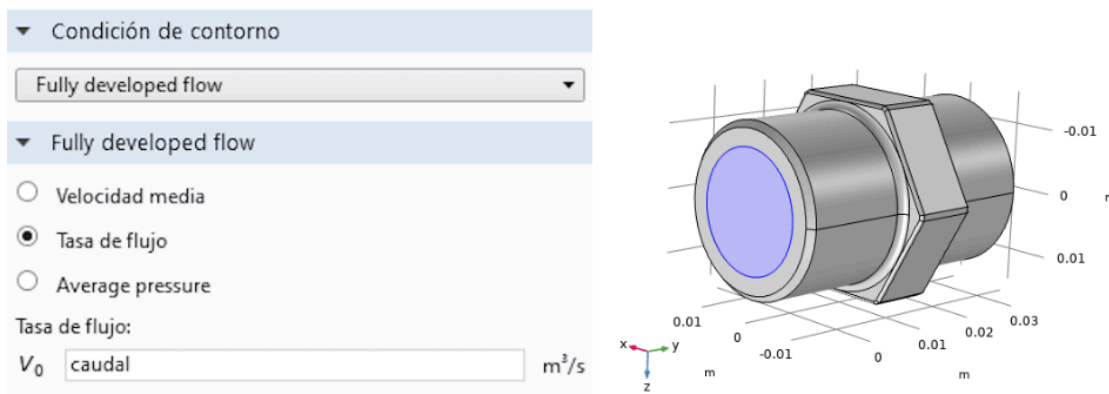 Condición de contorno
Fully developed flow
Fully developed flow
Velocidad media
Tasa de flujo
Average pressure
Tasa de flujo:
V₀ caudal m³/s
-0.01
0
0.01
0.03
0.02
0.01
0
m
0.01
0
-0.01
m
x y
z